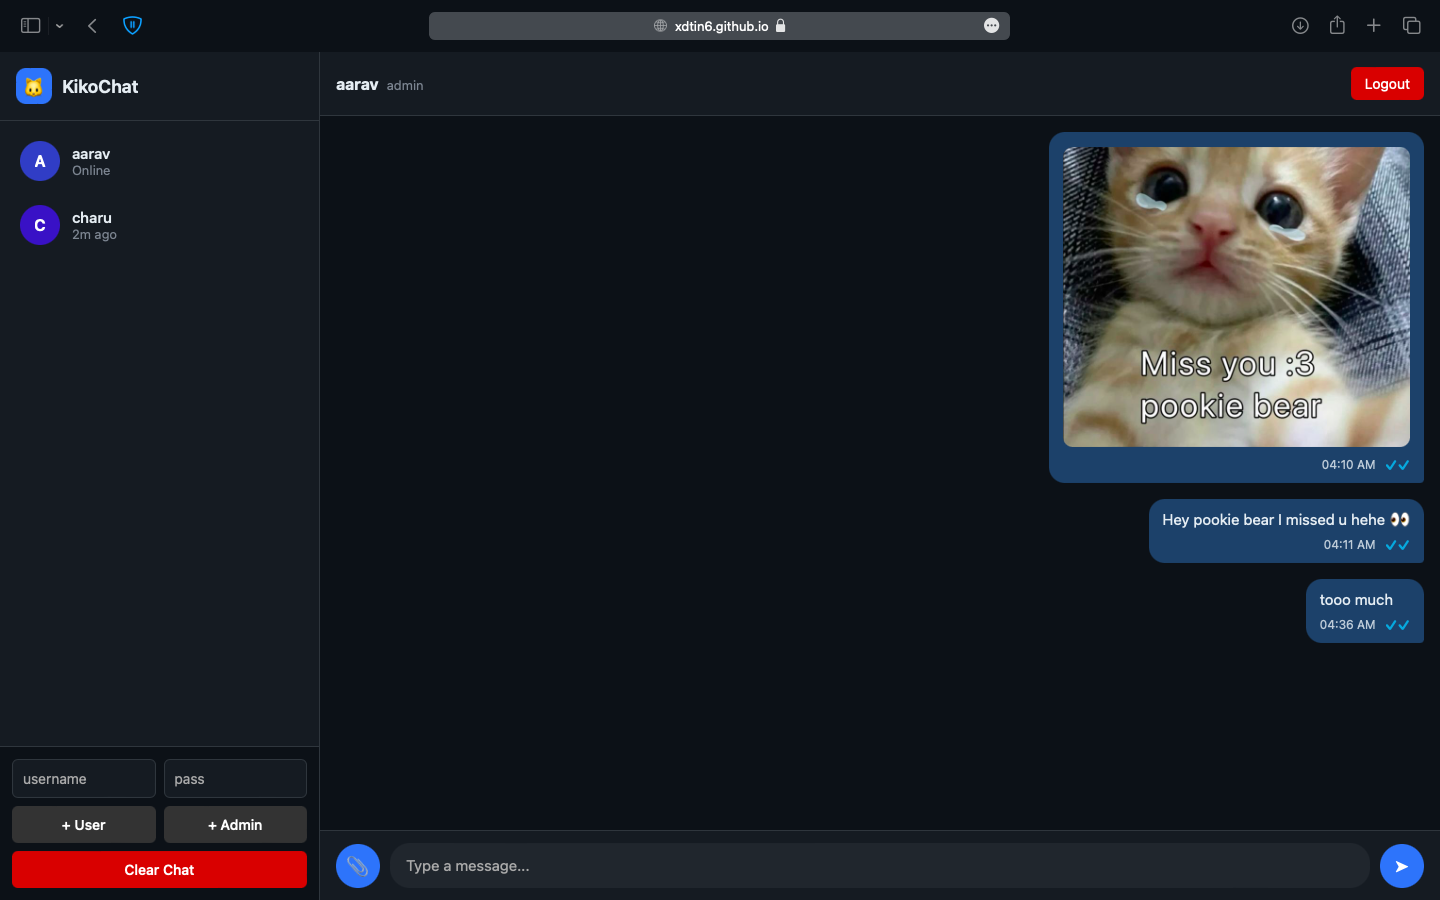 xdtin6.github.io
KikoChat
aarav admin
Logout
A
aarav
Online
C
charu
2m ago
Miss you :3
pookie bear
04:10 AM
Hey pookie bear I missed u hehe 👀
04:11 AM
tooo much
04:36 AM
username
pass
+ User
+ Admin
Clear Chat
Type a message...